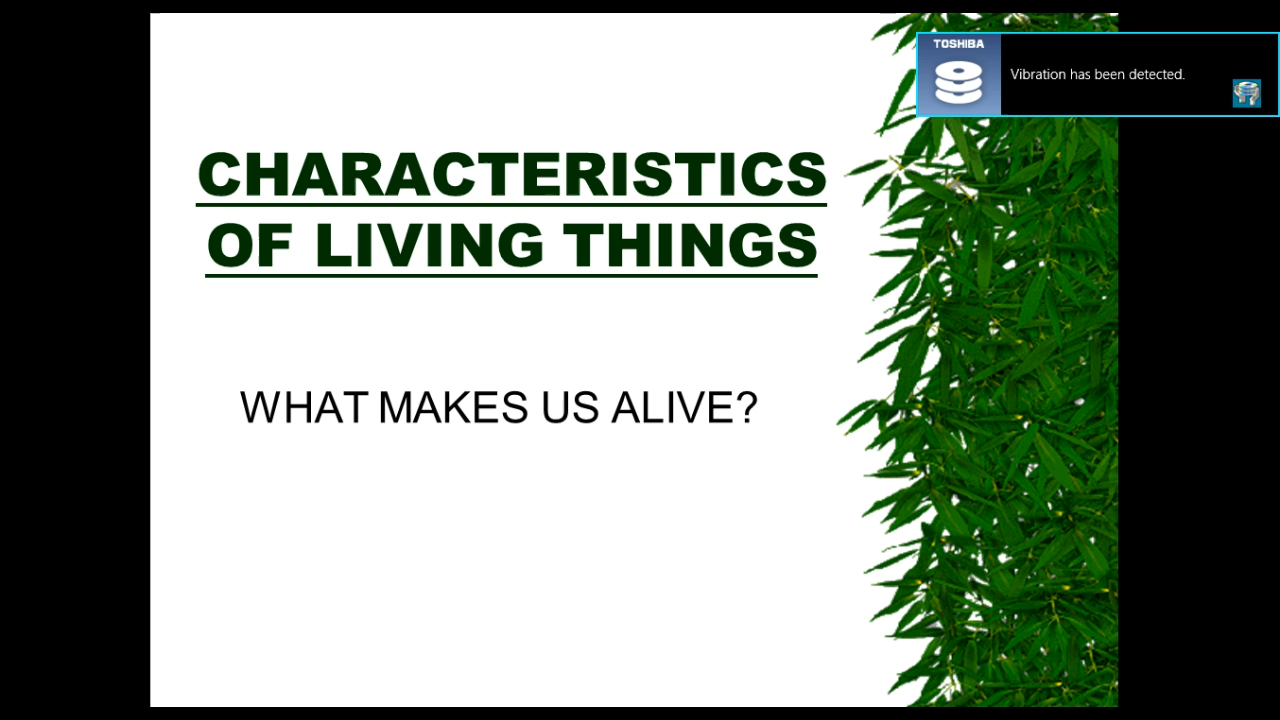 TOSHIBA
Vibration has been detected.
CHARACTERISTICS
OF LIVING THINGS
WHAT MAKES US ALIVE?